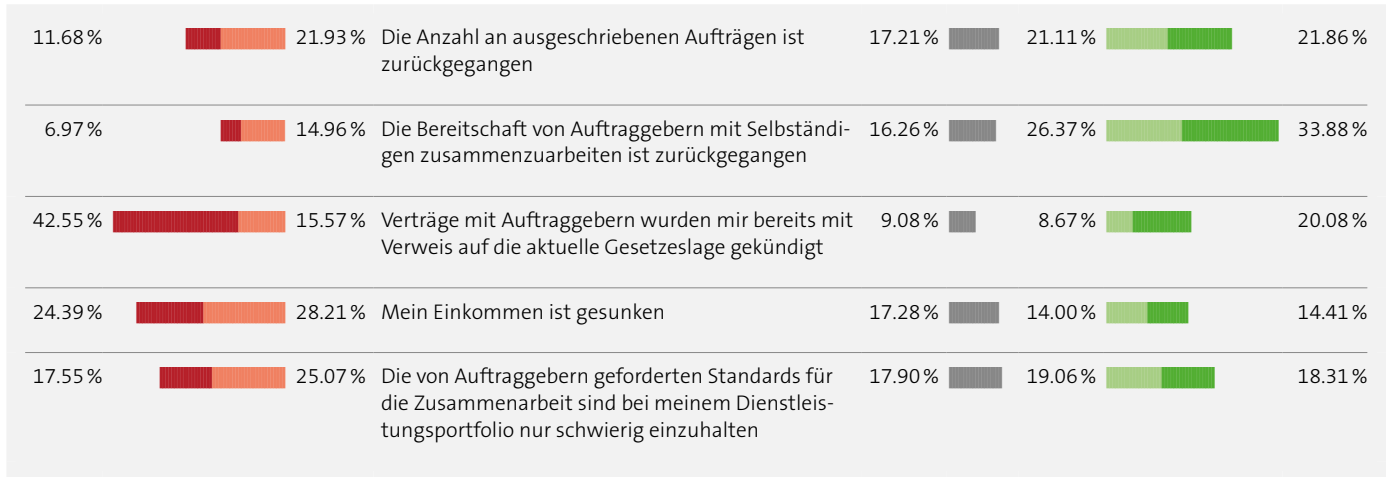 11.68 % 21.93 % Die Anzahl an ausgeschriebenen Aufträgen ist 17.21 % 21.11 % 21.86 %
zurückgegangen
6.97 % 14.96 % Die Bereitschaft von Auftraggebern mit Selbständi- 16.26 % 26.37 % 33.88 %
gen zusammenzuarbeiten ist zurückgegangen
42.55 % 15.57 % Verträge mit Auftraggebern wurden mir bereits mit 9.08 % 8.67 % 20.08 %
Verweis auf die aktuelle Gesetzeslage gekündigt
24.39 % 28.21 % Mein Einkommen ist gesunken 17.28 % 14.00 % 14.41 %
17.55 % 25.07 % Die von Auftraggebern geforderten Standards für 17.90 % 19.06 % 18.31 %
die Zusammenarbeit sind bei meinem Dienstleis-
tungsportfolio nur schwierig einzuhalten